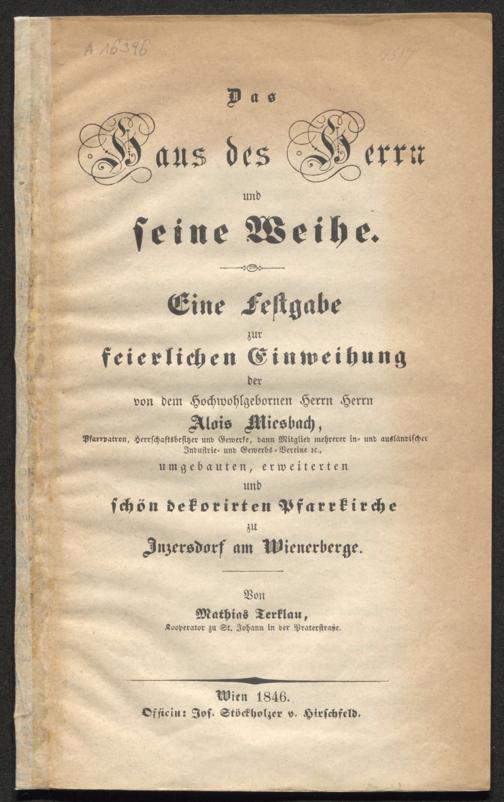 A 16396
Das
Haus des Herrn
und
seine Weihe.
Eine Festgabe
zur
feierlichen Einweihung
der
von dem Hochwohlgebornen Herrn Herrn
Alois Miesbach,
Pfarrpatron, Herrschaftsbesitzer und Gewerke, dann Mitglied mehrerer in- und ausländischer
Industrie- und Gewerbs-Vereine ꝛc.,
umgebauten, erweiterten
und
schön dekorirten Pfarrkirche
zu
Inzersdorf am Wienerberge.
Von
Mathias Terklau,
Kooperator zu St. Johann in der Praterstraße.
Wien 1846.
Officin: Jos. Stöckholzer v. Hirschfeld.